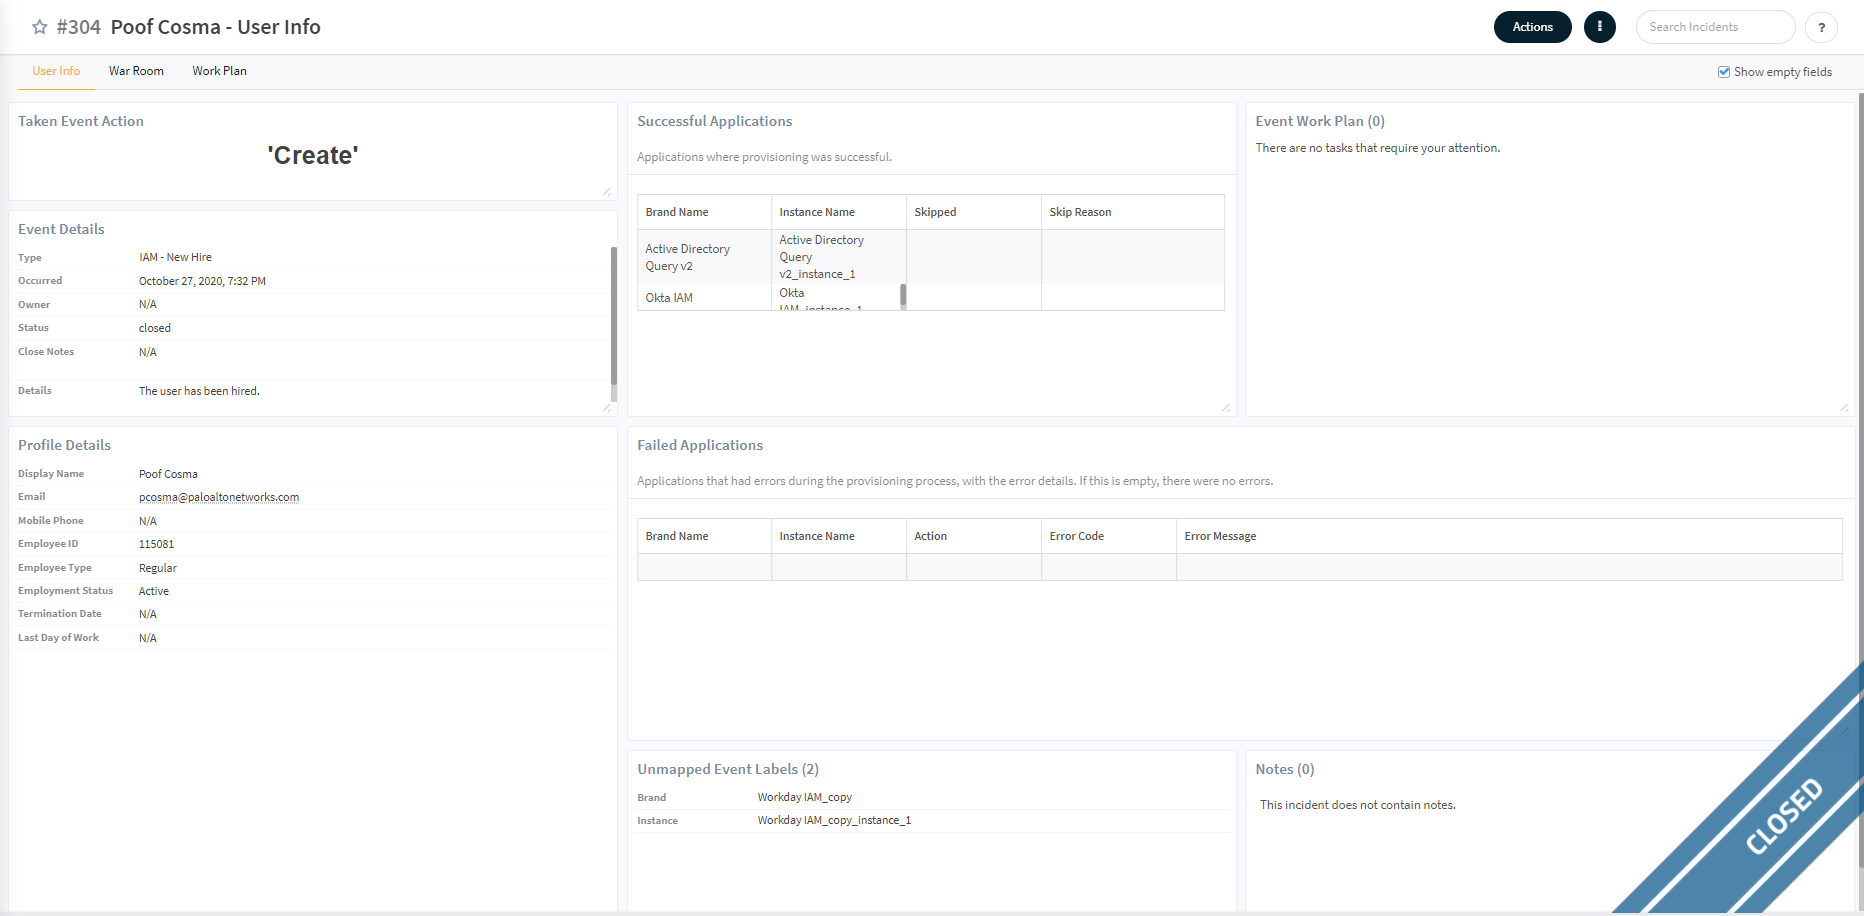 #304 Poof Cosma - User Info
Actions
Search Incidents
?
User Info
War Room
Work Plan
Show empty fields
Taken Event Action
'Create'
Event Details
Type IAM - New Hire
Occurred October 27, 2020, 7:32 PM
Owner N/A
Status closed
Close Notes N/A
Details The user has been hired.
Successful Applications
Applications where provisioning was successful.
Brand Name Instance Name Skipped Skip Reason
Active Directory
Query v2
Active Directory
Query
v2_instance_1
Okta IAM
Okta
IAM_instance_1
Event Work Plan (0)
There are no tasks that require your attention.
Profile Details
Display Name Poof Cosma
Email pcosma@paloaltonetworks.com
Mobile Phone N/A
Employee ID 115081
Employee Type Regular
Employment Status Active
Termination Date N/A
Last Day of Work N/A
Failed Applications
Applications that had errors during the provisioning process, with the error details. If this is empty, there were no errors.
Brand Name Instance Name Action Error Code Error Message
Unmapped Event Labels (2)
Brand Workday IAM_copy
Instance Workday IAM_copy_instance_1
Notes (0)
This incident does not contain notes.
CLOSED